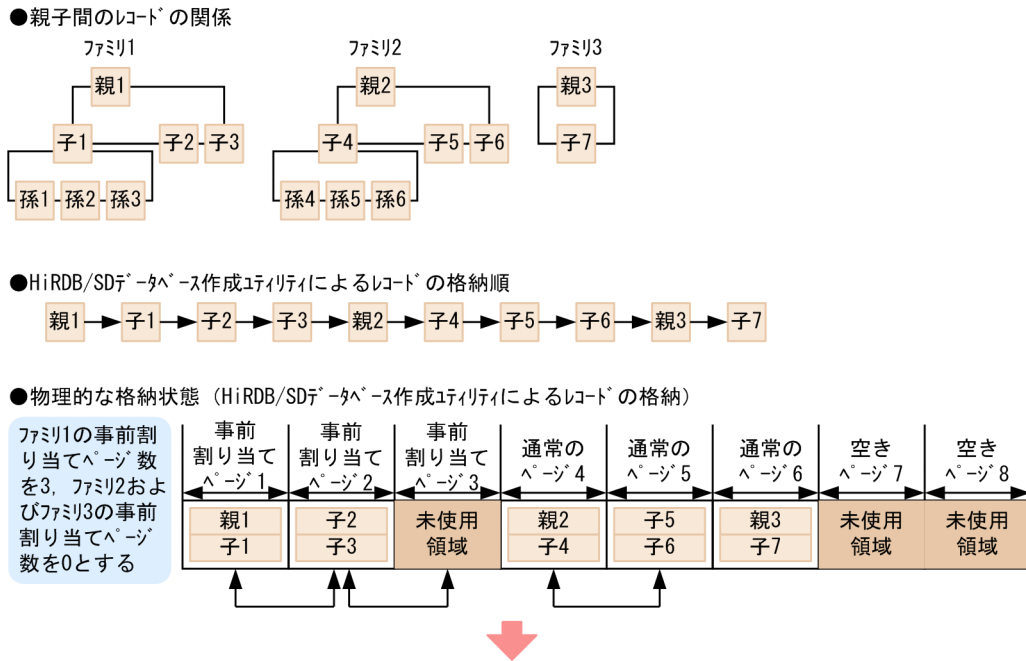 ●親子間のﾚｺｰﾄﾞの関係
ﾌｧﾐﾘ1
ﾌｧﾐﾘ2
ﾌｧﾐﾘ3
親1
親2
親3
子1
子2
子3
子4
子5
子6
子7
孫1
孫2
孫3
孫4
孫5
孫6
●HiRDB/SDﾃﾞｰﾀﾍﾞｰｽ作成ﾕﾃｨﾘﾃｨによるﾚｺｰﾄﾞの格納順
親1
子1
子2
子3
親2
子4
子5
子6
親3
子7
●物理的な格納状態（HiRDB/SDﾃﾞｰﾀﾍﾞｰｽ作成ﾕﾃｨﾘﾃｨによるﾚｺｰﾄﾞの格納）
ﾌｧﾐﾘ1の事前割
り当てﾍﾟｰｼﾞ数
を3，ﾌｧﾐﾘ2およ
びﾌｧﾐﾘ3の事前
割り当てﾍﾟｰｼﾞ
数を0とする
事前
割り当て
ﾍﾟｰｼﾞ1
事前
割り当て
ﾍﾟｰｼﾞ2
事前
割り当て
ﾍﾟｰｼﾞ3
通常の
ﾍﾟｰｼﾞ4
通常の
ﾍﾟｰｼﾞ5
通常の
ﾍﾟｰｼﾞ6
空き
ﾍﾟｰｼﾞ7
空き
ﾍﾟｰｼﾞ8
親1
子1
子2
子3
未使用
領域
親2
子4
子5
子6
親3
子7
未使用
領域
未使用
領域